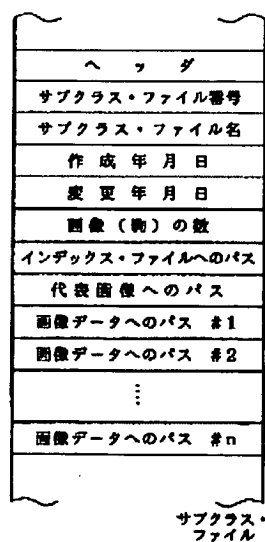 ヘッダ
サブクラス・ファイル番号
サブクラス・ファイル名
作成年月日
変更年月日
画像(駒)の数
インデックス・ファイルへのパス
代表画像へのパス
画像データへのパス #1
画像データへのパス #2
⋮
画像データへのパス #n
サブクラス・
ファイル